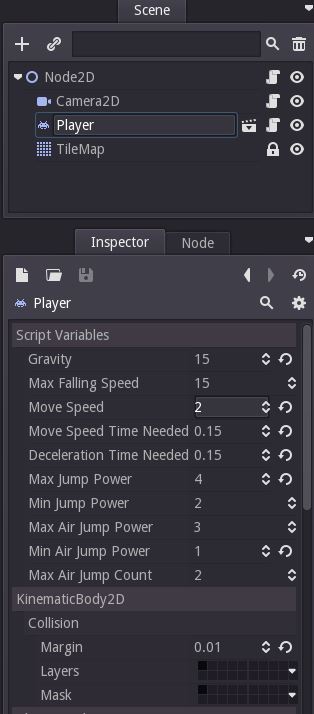 Scene
Node2D
Camera2D
Player
TileMap
Inspector Node
Player
Script Variables
Gravity 15
Max Falling Speed 15
Move Speed 2
Move Speed Time Needed 0.15
Deceleration Time Needed 0.15
Max Jump Power 4
Min Jump Power 2
Max Air Jump Power 3
Min Air Jump Power 1
Max Air Jump Count 2
KinematicBody2D
Collision
Margin 0.01
Layers
Mask